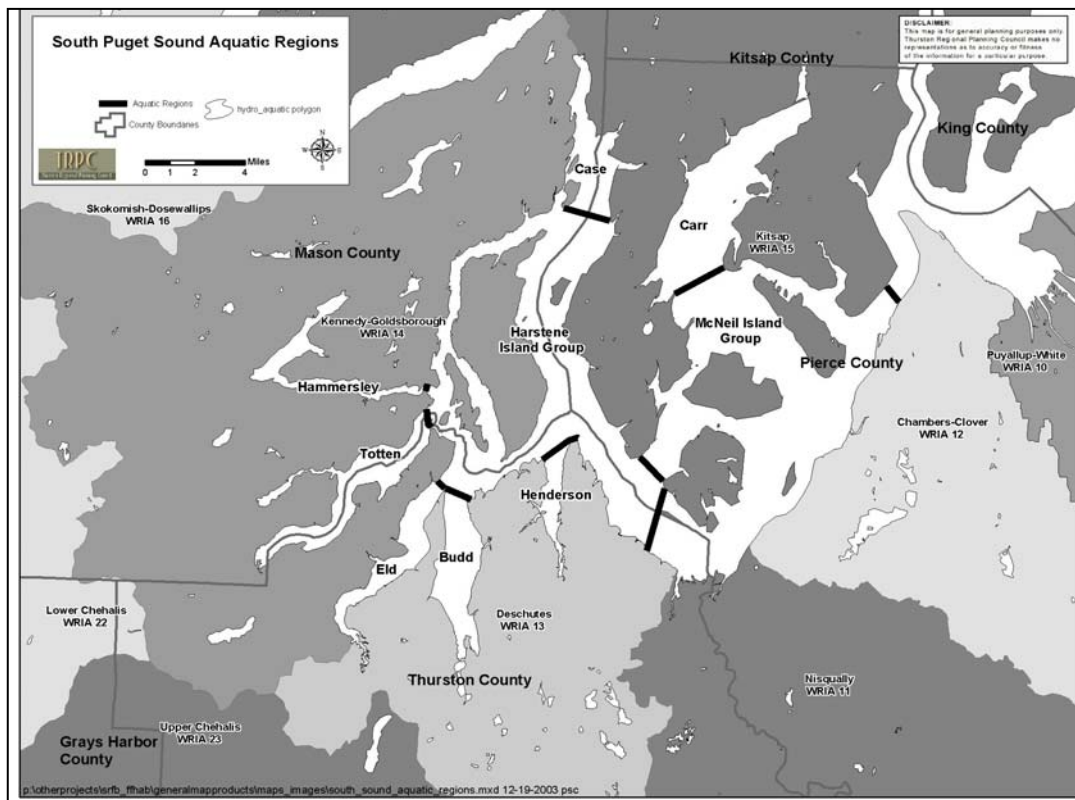 South Puget Sound Aquatic Regions
Aquatic Regions
hydro_aquatic polygon
County Boundaries
N
W
E
S
TRPC
Miles
0 1 2 4
DISCLAIMER:
This map is for general planning purposes only.
Thurston Regional Planning Council makes no
representations as to accuracy or fitness
of the information for a particular purpose.
Kitsap County
King County
Case
Skokomish-Dosewallips
WRIA 16
Carr
Kitsap
WRIA 15
Mason County
Kennedy-Goldsborough
WRIA 14
Harstene
Island Group
McNeil Island
Group
Pierce County
Puyallup-White
WRIA 10
Hammersley
Chambers-Clover
WRIA 12
Totten
Henderson
Eld
Budd
Lower Chehalis
WRIA 22
Deschutes
WRIA 13
Thurston County
Nisqually
WRIA 11
Upper Chehalis
WRIA 23
Grays Harbor
County
p:\otherprojects\srfb_ffhab\generalmapproducts\maps_images\south_sound_aquatic_regions.mxd 12-19-2003 psc